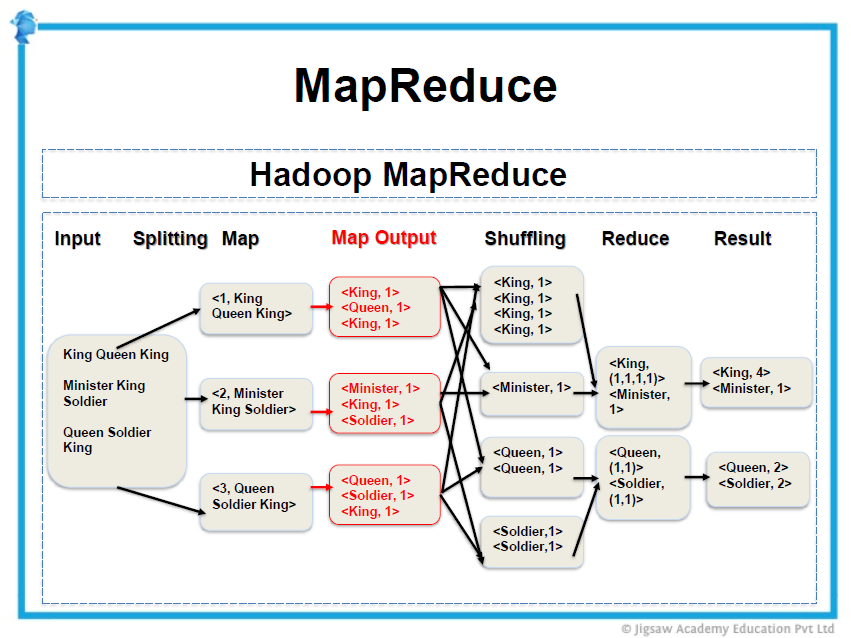 MapReduce
Hadoop MapReduce
Input Splitting Map Map Output Shuffling Reduce Result
King Queen King
Minister King
Soldier
Queen Soldier
King
<1, King
Queen King>
<2, Minister
King Soldier>
<3, Queen
Soldier King>
<King, 1>
<Queen, 1>
<King, 1>
<Minister, 1>
<King, 1>
<Soldier, 1>
<Queen, 1>
<Soldier, 1>
<King, 1>
<King, 1>
<King, 1>
<King, 1>
<King, 1>
<Minister, 1>
<Queen, 1>
<Queen, 1>
<Soldier,1>
<Soldier,1>
<King,
(1,1,1,1)>
<Minister,
1>
<Queen,
(1,1)>
<Soldier,
(1,1)>
<King, 4>
<Minister, 1>
<Queen, 2>
<Soldier, 2>
© Jigsaw Academy Education Pvt Ltd